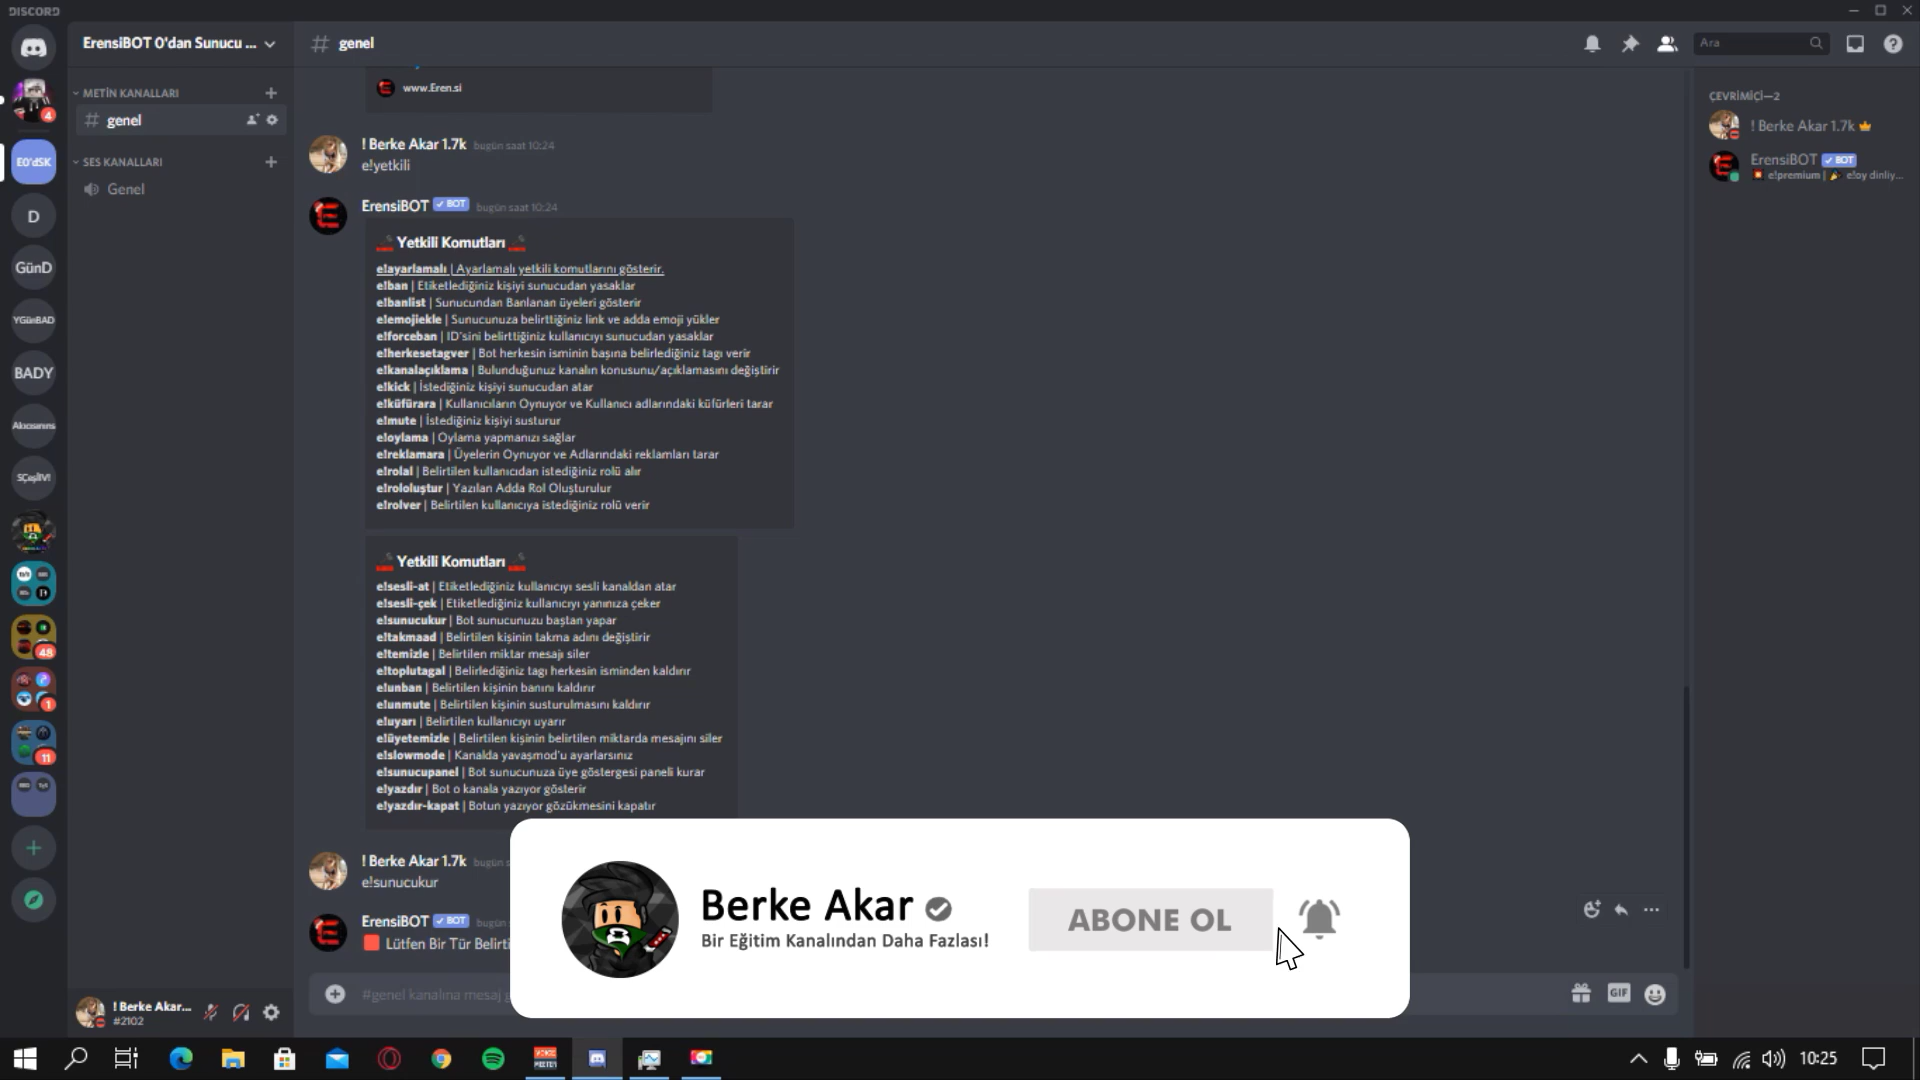 DISCORD
ErensiBOT 0'dan Sunucu ...
# genel
Ara
METİN KANALLARI
genel
SES KANALLARI
Genel
4
E0'dSK
D
GünD
YGünBAD
BADY
48
1
11
www.Eren.si
! Berke Akar 1.7k bugün saat 10:24
e!yetkili
ErensiBOT BOT bugün saat 10:24
Yetkili Komutları
e!ayarlamalı | Ayarlamalı yetkili komutlarını gösterir.
e!ban | Etiketlediğiniz kişiyi sunucudan yasaklar
e!banlist | Sunucundan Banlanan üyeleri gösterir
e!emojiekle | Sunucunuza belirttiğiniz link ve adda emoji yükler
e!forceban | ID'sini belirttiğiniz kullanıcıyı sunucudan yasaklar
e!herkesetagver | Bot herkesin isminin başına belirlediğiniz tagı verir
e!kanalaçıklama | Bulunduğunuz kanalın konusunu/açıklamasını değiştirir
e!kick | İstediğiniz kişiyi sunucudan atar
e!küfürara | Kullanıcıların Oynuyor ve Kullanıcı adlarındaki küfürleri tarar
e!mute | İstediğiniz kişiyi susturur
e!oylama | Oylama yapmanızı sağlar
e!reklamara | Üyelerin Oynuyor ve Adlarındaki reklamları tarar
e!rolal | Belirtilen kullanıcıdan istediğiniz rolü alır
e!rololuştur | Yazılan Adda Rol Oluşturulur
e!rolver | Belirtilen kullanıcıya istediğiniz rolü verir
Yetkili Komutları
e!sesli-at | Etiketlediğiniz kullanıcıyı sesli kanaldan atar
e!sesli-çek | Etiketlediğiniz kullanıcıyı yanınıza çeker
e!sunucukur | Bot sunucunuzu baştan yapar
e!takmaad | Belirtilen kişinin takma adını değiştirir
e!temizle | Belirtilen miktar mesajı siler
e!toplutagal | Belirlediğiniz tagı herkesin isminden kaldırır
e!unban | Belirtilen kişinin banını kaldırır
e!unmute | Belirtilen kişinin susturulmasını kaldırır
e!uyarı | Belirtilen kullanıcıyı uyarır
e!üyetemizle | Belirtilen kişinin belirtilen miktarda mesajını siler
e!slowmode | Kanalda yavaşmod'u ayarlarsınız
e!sunucupanel | Bot sunucunuza üye göstergesi paneli kurar
e!yazdır | Bot o kanala yazıyor gösterir
e!yazdır-kapat | Botun yazıyor gözükmesini kapatır
! Berke Akar 1.7k bugün s
e!sunucukur
ErensiBOT BOT bugün
Lütfen Bir Tür Belirti
#genel kanalına mesaj g
GIF
Berke Akar
Bir Eğitim Kanalından Daha Fazlası!
ABONE OL
ÇEVRİMİÇİ—2
! Berke Akar 1.7k
ErensiBOT BOT
e!premium | e!oy dinliy...
! Berke Akar...
#2102
10:25